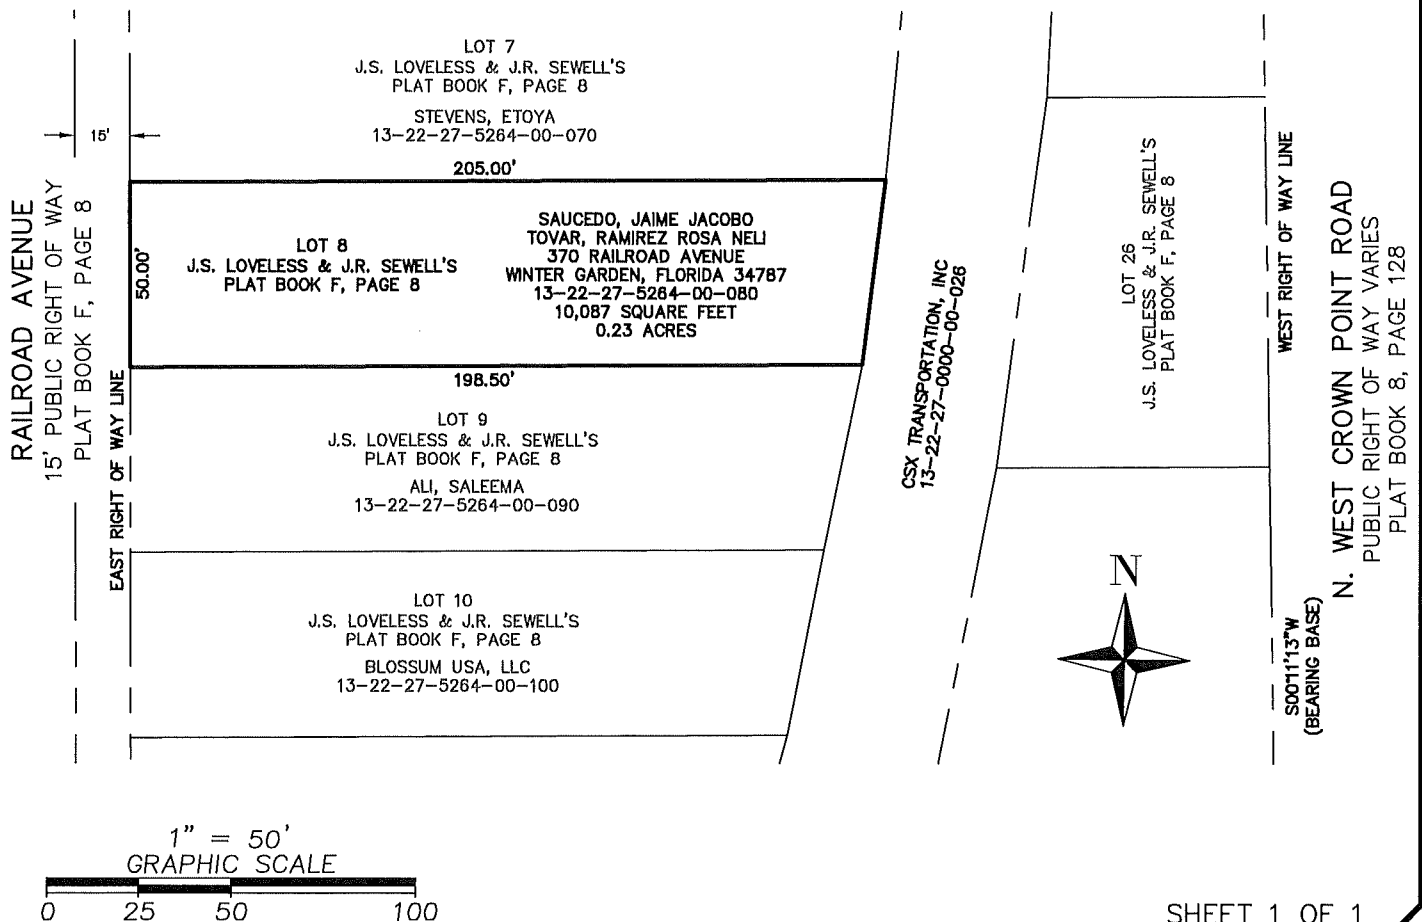 LOT 7
J.S. LOVELESS & J.R. SEWELL'S
PLAT BOOK F, PAGE 8
STEVENS, ETOYA
13-22-27-5264-00-070
15'
205.00'
RAILROAD AVENUE
15' PUBLIC RIGHT OF WAY
PLAT BOOK F, PAGE 8
EAST RIGHT OF WAY LINE
50.00'
LOT 8
J.S. LOVELESS & J.R. SEWELL'S
PLAT BOOK F, PAGE 8
SAUCEDO, JAIME JACOBO
TOVAR, RAMIREZ ROSA NELI
370 RAILROAD AVENUE
WINTER GARDEN, FLORIDA 34787
13-22-27-5264-00-080
10,087 SQUARE FEET
0.23 ACRES
198.50'
LOT 9
J.S. LOVELESS & J.R. SEWELL'S
PLAT BOOK F, PAGE 8
ALI, SALEEMA
13-22-27-5264-00-090
LOT 10
J.S. LOVELESS & J.R. SEWELL'S
PLAT BOOK F, PAGE 8
BLOSSUM USA, LLC
13-22-27-5264-00-100
CSX TRANSPORTATION, INC
13-22-27-0000-00-026
LOT 26
J.S. LOVELESS & J.R. SEWELL'S
PLAT BOOK F, PAGE 8
WEST RIGHT OF WAY LINE
N. WEST CROWN POINT ROAD
PUBLIC RIGHT OF WAY VARIES
PLAT BOOK 8, PAGE 128
N
S00°11'13"W
(BEARING BASE)
1" = 50'
GRAPHIC SCALE
0 25 50 100
SHEET 1 OF 1